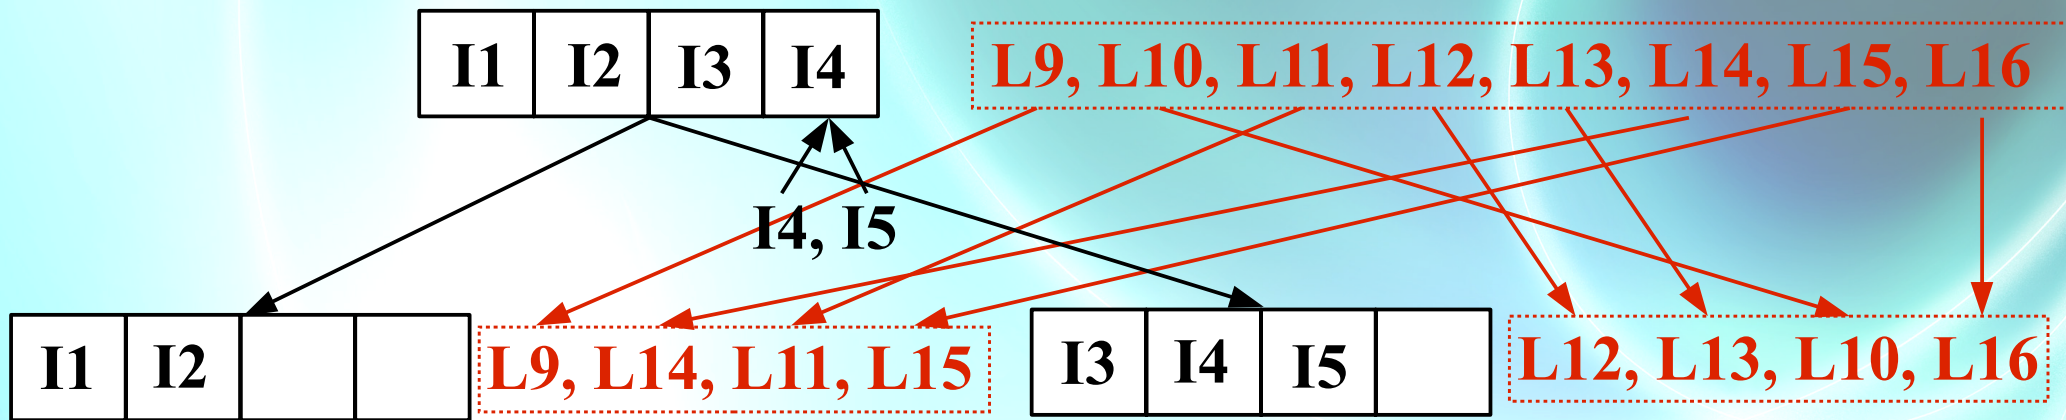 I1 I2 I3 I4 L9, L10, L11, L12, L13, L14, L15, L16
I4, I5
I1 I2 L9, L14, L11, L15 I3 I4 I5 L12, L13, L10, L16